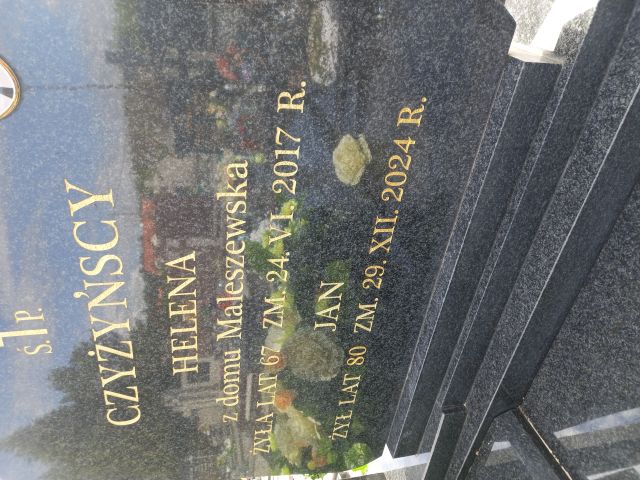 Ś.†P.
CZYŻYŃSCY
HELENA
z domu Maleszewska
ŻYŁA LAT 67 ZM. 24. VI. 2017 R.
JAN
ŻYŁ LAT 80 ZM. 29. XII. 2024 R.